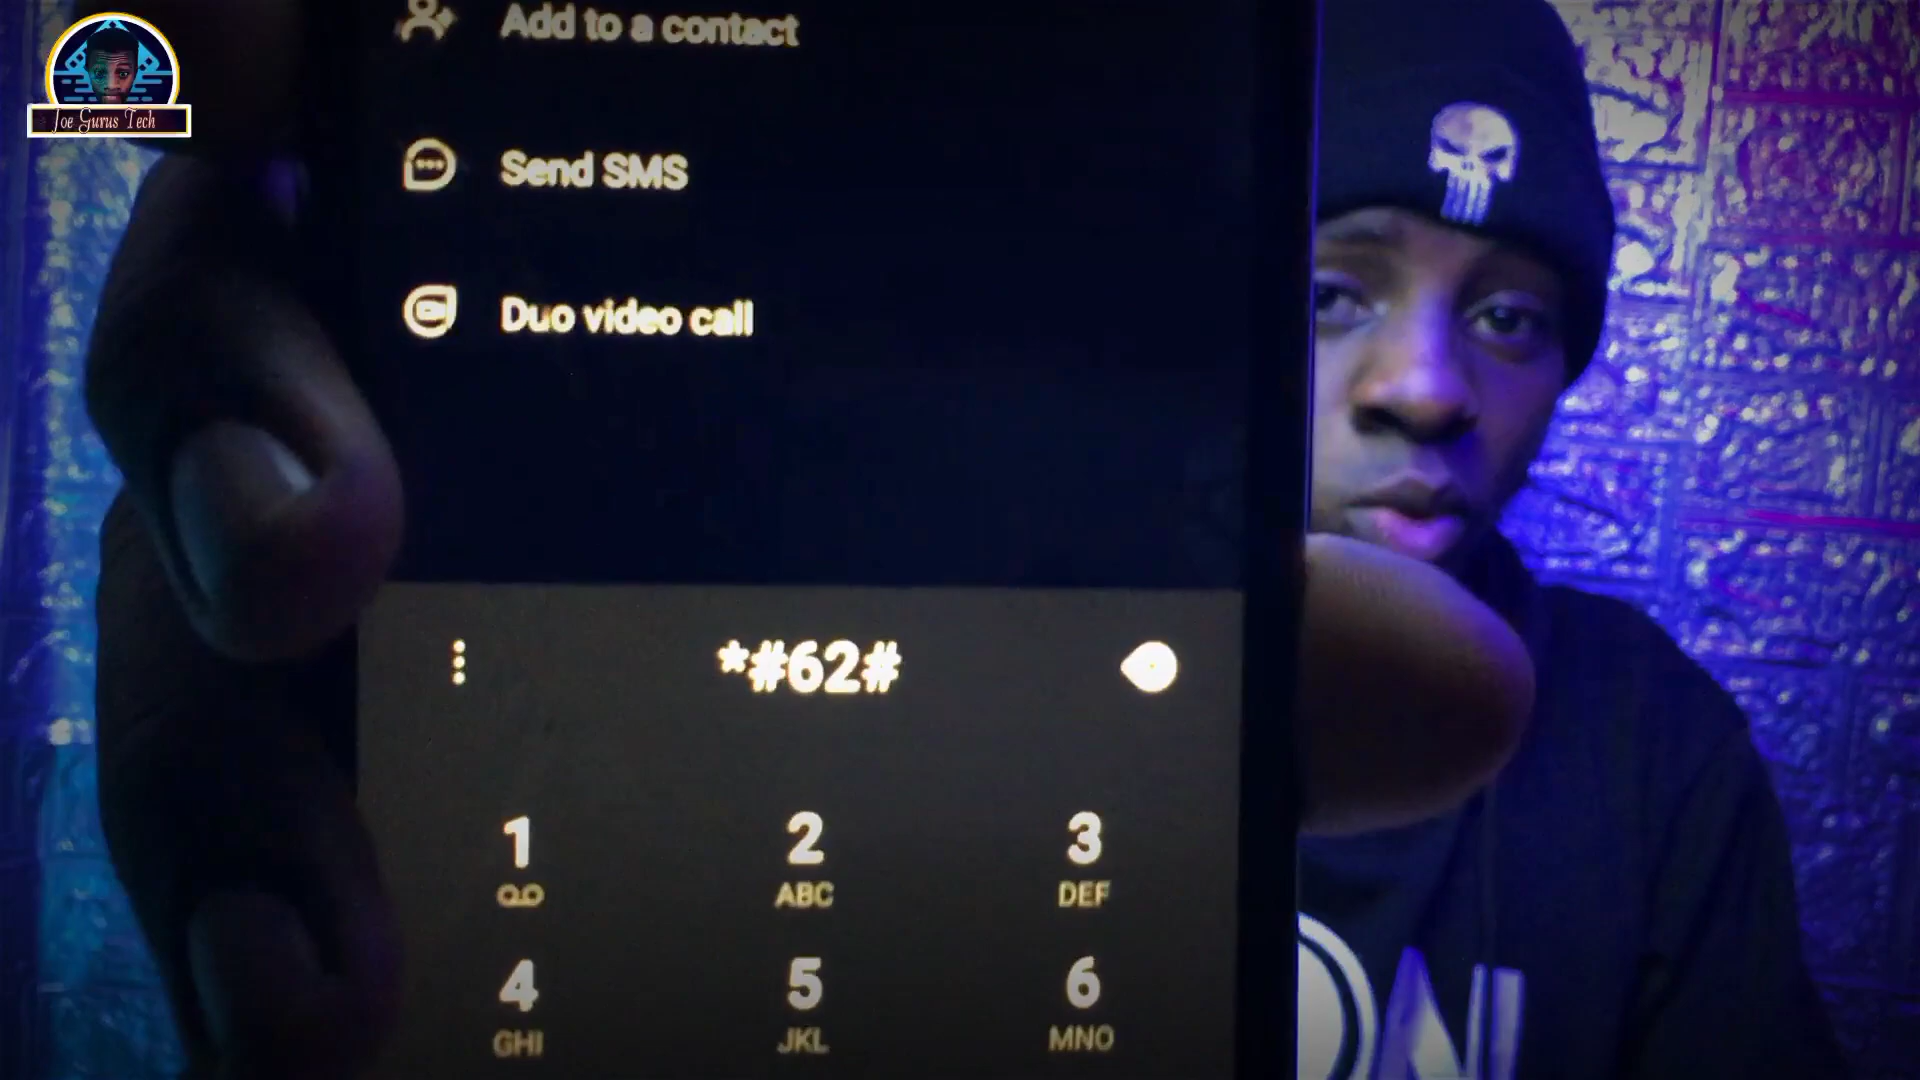 Joe Gurus Tech
Add to a contact
Send SMS
Duo video call
*#62#
1 2 3
ABC DEF
4 5 6
GHI JKL MNO
ON